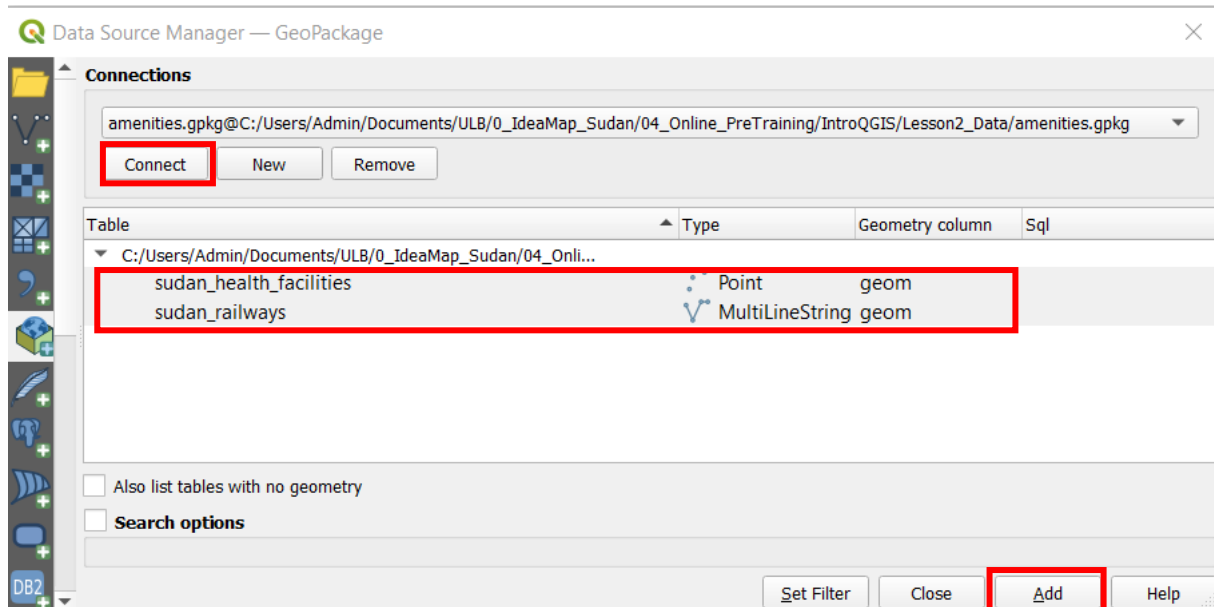 Data Source Manager — GeoPackage
Connections
amenities.gpkg@C:/Users/Admin/Documents/ULB/0_IdeaMap_Sudan/04_Online_PreTraining/IntroQGIS/Lesson2_Data/amenities.gpkg
Connect New Remove
Table Type Geometry column Sql
C:/Users/Admin/Documents/ULB/0_IdeaMap_Sudan/04_Onli...
sudan_health_facilities Point geom
sudan_railways MultiLineString geom
Also list tables with no geometry
Search options
DB2 Set Filter Close Add Help